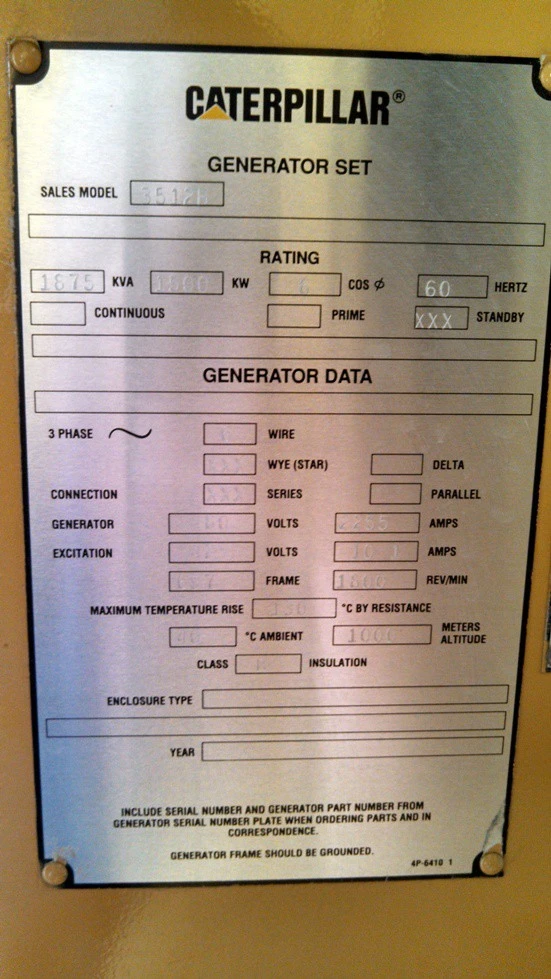 CATERPILLAR®
GENERATOR SET
SALES MODEL 3512B
RATING
1875 KVA 1500 KW COS ϕ 60 HERTZ
CONTINUOUS PRIME XXX STANDBY
GENERATOR DATA
3 PHASE WIRE
XXX WYE (STAR) DELTA
CONNECTION XXX SERIES PARALLEL
GENERATOR VOLTS 2255 AMPS
EXCITATION VOLTS AMPS
FRAME 1800 REV/MIN
MAXIMUM TEMPERATURE RISE 130 °C BY RESISTANCE
°C AMBIENT 1000 METERS ALTITUDE
CLASS INSULATION
ENCLOSURE TYPE
YEAR
INCLUDE SERIAL NUMBER AND GENERATOR PART NUMBER FROM
GENERATOR SERIAL NUMBER PLATE WHEN ORDERING PARTS AND IN
CORRESPONDENCE.
GENERATOR FRAME SHOULD BE GROUNDED.
4P-6410 1